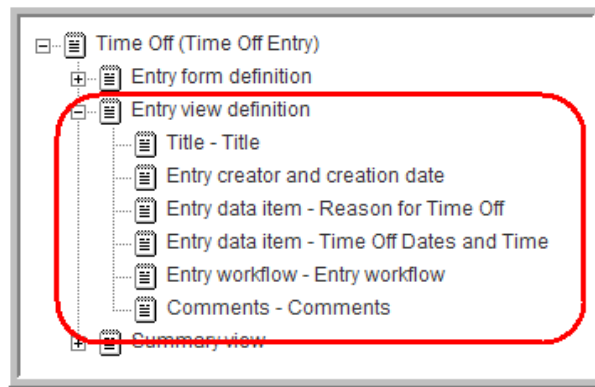 Time Off (Time Off Entry)
Entry form definition
Entry view definition
Title - Title
Entry creator and creation date
Entry data item - Reason for Time Off
Entry data item - Time Off Dates and Time
Entry workflow - Entry workflow
Comments - Comments
Summary view